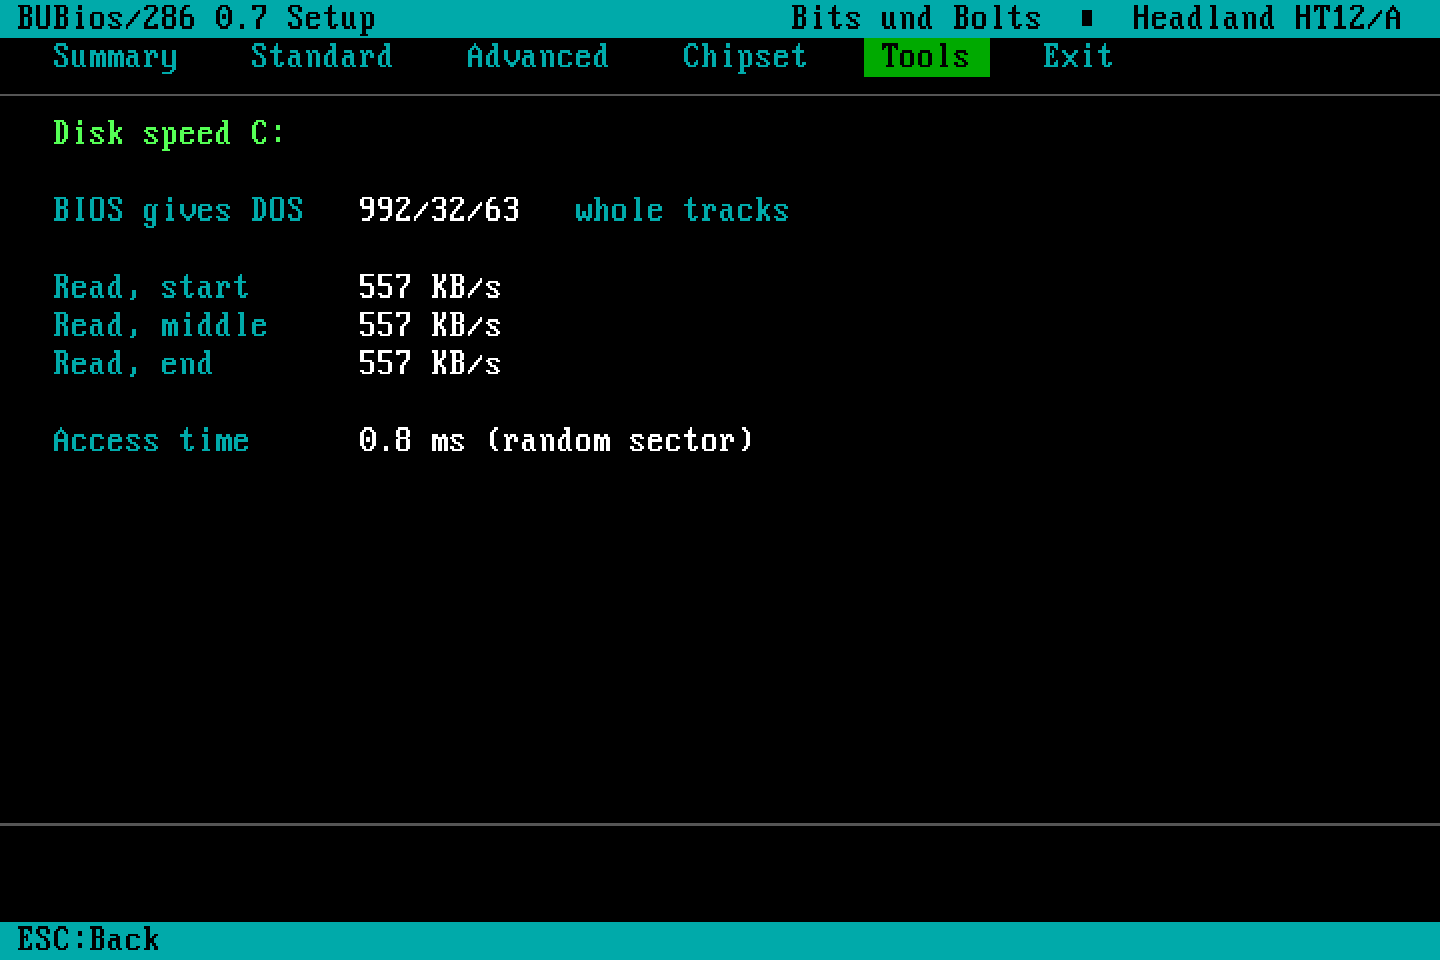 BUBios/286 0.7 Setup Bits und Bolts ■ Headland HT12/A
Summary Standard Advanced Chipset Tools Exit
Disk speed C:
BIOS gives DOS 992/32/63 whole tracks
Read, start 557 KB/s
Read, middle 557 KB/s
Read, end 557 KB/s
Access time 0.8 ms (random sector)
ESC:Back